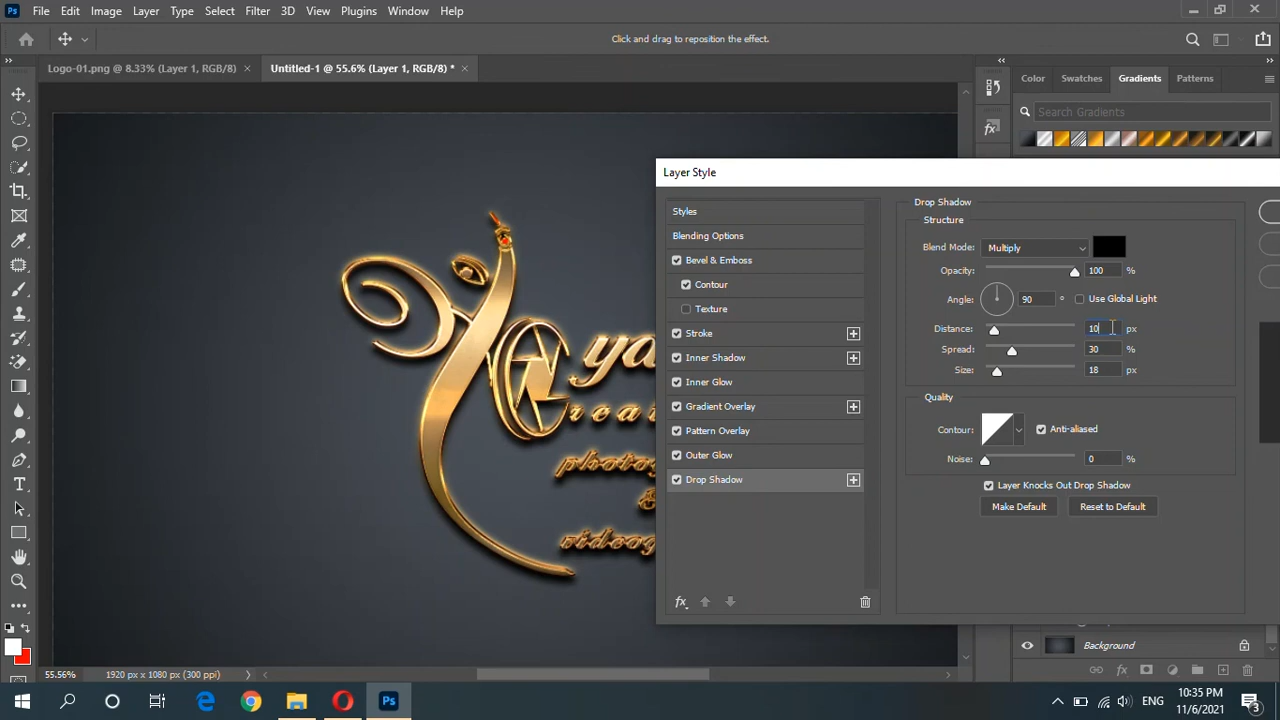 Ps File Edit Image Layer Type Select Filter 3D View Plugins Window Help
Click and drag to reposition the effect.
Logo-01.png @ 8.33% (Layer 1, RGB/8) × Untitled-1 @ 55.6% (Layer 1, RGB/8) * ×
Color Swatches Gradients Patterns
Search Gradients
fx
Layer Style
Styles
Blending Options
Bevel & Emboss
Contour
Texture
Stroke
Inner Shadow
Inner Glow
Gradient Overlay
Pattern Overlay
Outer Glow
Drop Shadow
fx
Drop Shadow
Structure
Blend Mode: Multiply
Opacity: 100 %
Angle: 90 ° Use Global Light
Distance: 10 px
Spread: 30 %
Size: 18 px
Quality
Contour: Anti-aliased
Noise: 0 %
Layer Knocks Out Drop Shadow
Make Default Reset to Default
Background
fx
55.56% 1920 px x 1080 px (300 ppi)
Ps
ENG
10:35 PM
11/6/2021
3